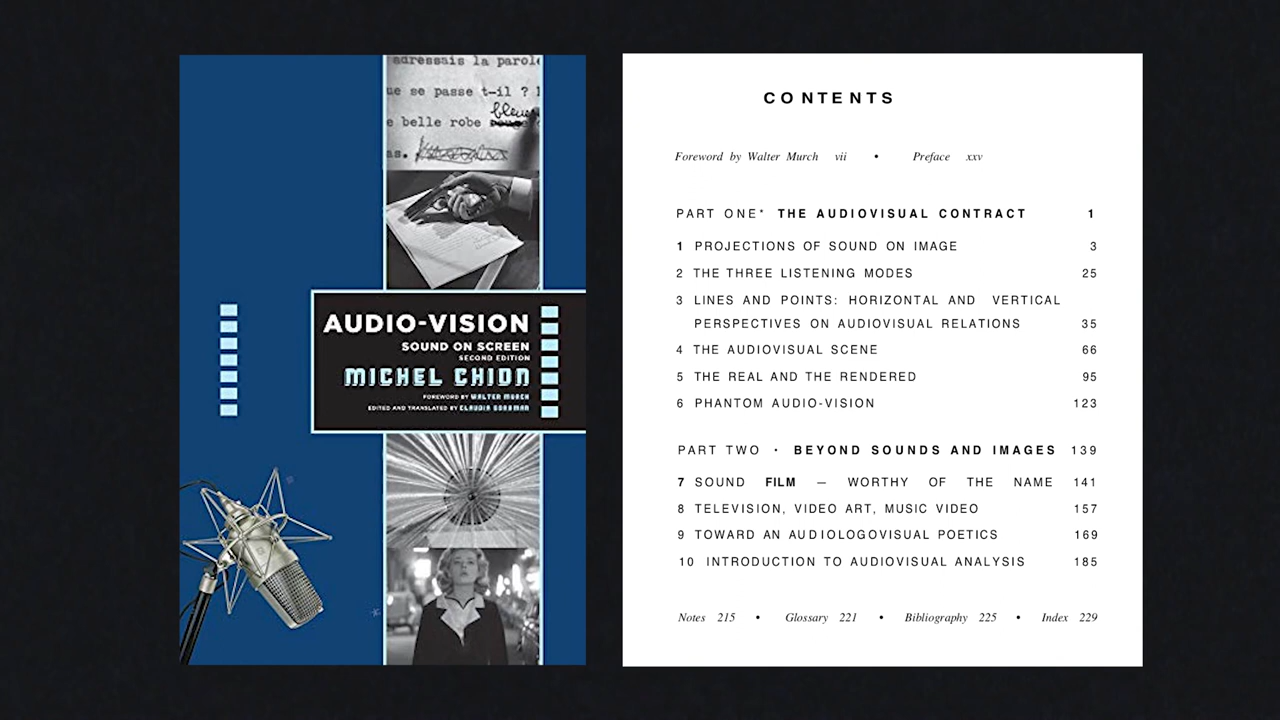 adressais la parole
ue se passe t-il ?
bleue
e belle robe
as.
AUDIO-VISION
SOUND ON SCREEN
SECOND EDITION
MICHEL CHION
FOREWORD BY WALTER MURCH
EDITED AND TRANSLATED BY CLAUDIA GORBMAN
CONTENTS
Foreword by Walter Murch vii • Preface xxv
PART ONE* THE AUDIOVISUAL CONTRACT 1
1 PROJECTIONS OF SOUND ON IMAGE 3
2 THE THREE LISTENING MODES 25
3 LINES AND POINTS: HORIZONTAL AND VERTICAL
PERSPECTIVES ON AUDIOVISUAL RELATIONS 35
4 THE AUDIOVISUAL SCENE 66
5 THE REAL AND THE RENDERED 95
6 PHANTOM AUDIO-VISION 123
PART TWO • BEYOND SOUNDS AND IMAGES 139
7 SOUND FILM — WORTHY OF THE NAME 141
8 TELEVISION, VIDEO ART, MUSIC VIDEO 157
9 TOWARD AN AUDIOLOGOVISUAL POETICS 169
10 INTRODUCTION TO AUDIOVISUAL ANALYSIS 185
Notes 215 • Glossary 221 • Bibliography 225 • Index 229